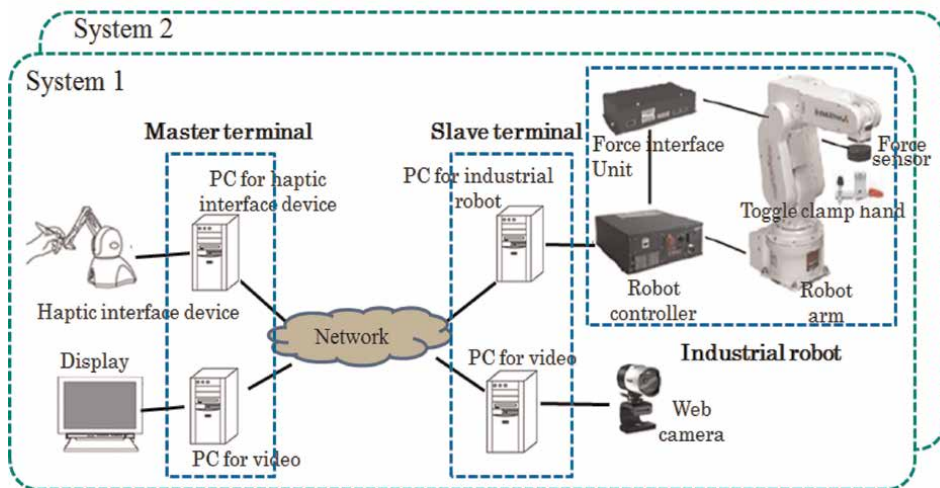 System 2
System 1
Master terminal
Slave terminal
PC for haptic
interface device
PC for industrial
robot
Force interface
Unit
Force
sensor
Toggle clamp hand
Haptic interface device
Network
Robot
controller
Robot
arm
Industrial robot
Display
PC for video
PC for video
Web
camera